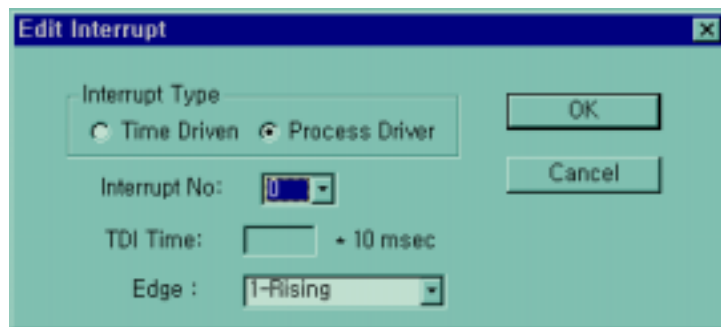 Edit Interrupt
Interrupt Type
Time Driven Process Driver
OK
Interrupt No: 0
Cancel
TDI Time: * 10 msec
Edge : 1-Rising